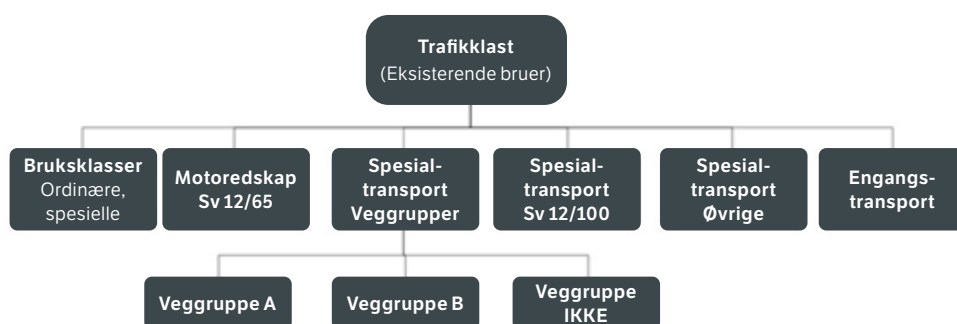 Trafikklast
(Eksisterende bruer)
Bruksklasser
Ordinære,
spesielle
Motoredskap
Sv 12/65
Spesial-
transport
Veggrupper
Spesial-
transport
Sv 12/100
Spesial-
transport
Øvrige
Engangs-
transport
Veggruppe A
Veggruppe B
Veggruppe
IKKE